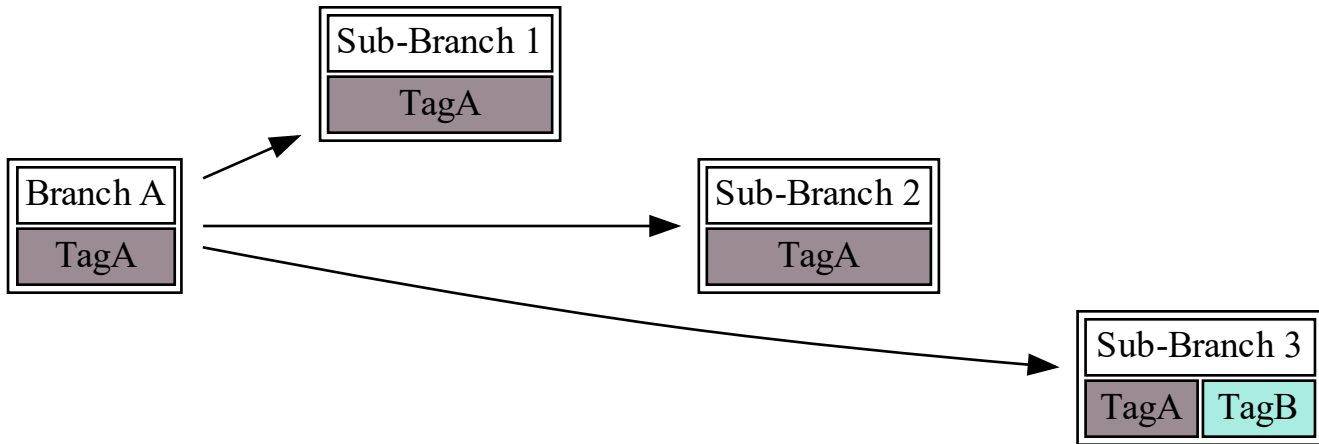 Sub-Branch 1
TagA
Branch A
TagA
Sub-Branch 2
TagA
Sub-Branch 3
TagA TagB